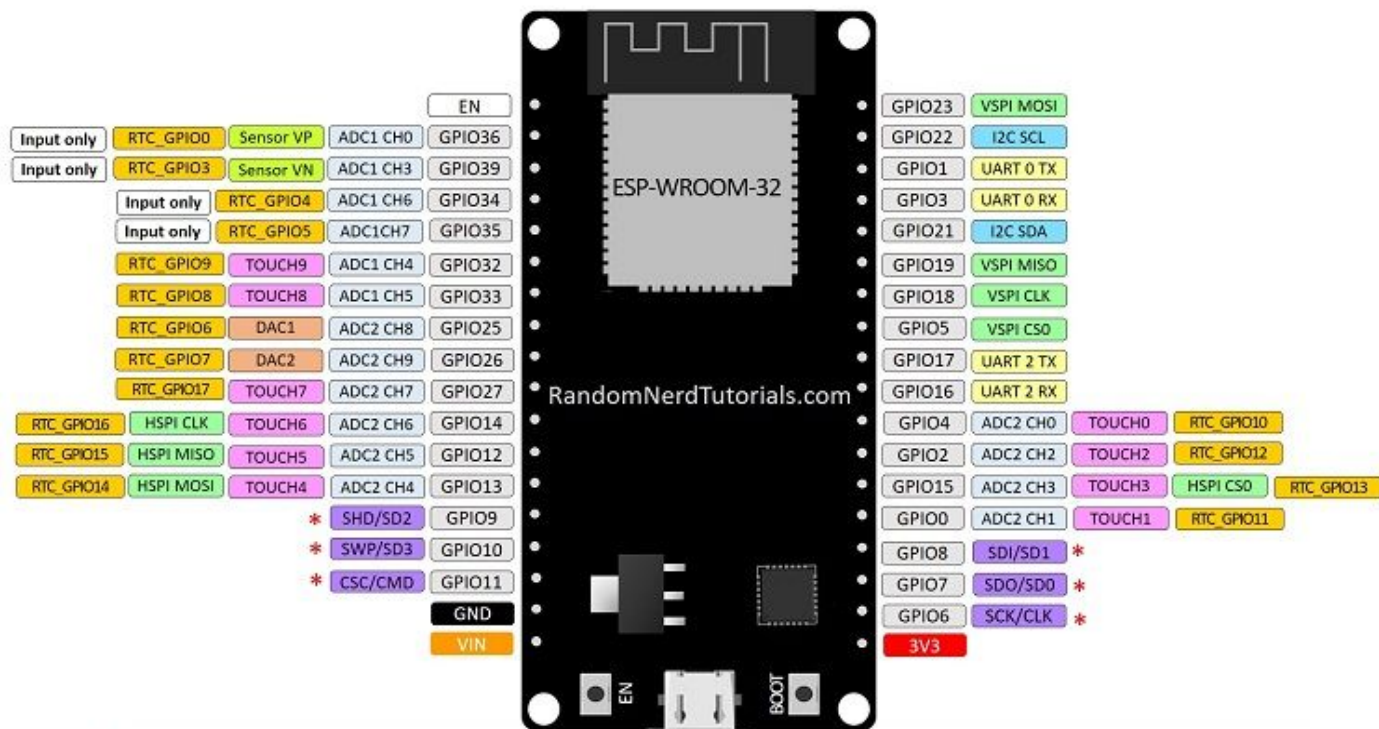 EN GPIO23 VSPI MOSI
Input only RTC_GPIO0 Sensor VP ADC1 CH0 GPIO36 GPIO22 I2C SCL
Input only RTC_GPIO3 Sensor VN ADC1 CH3 GPIO39 GPIO1 UART 0 TX
Input only RTC_GPIO4 ADC1 CH6 GPIO34 ESP-WROOM-32 GPIO3 UART 0 RX
Input only RTC_GPIO5 ADC1CH7 GPIO35 GPIO21 I2C SDA
RTC_GPIO9 TOUCH9 ADC1 CH4 GPIO32 GPIO19 VSPI MISO
RTC_GPIO8 TOUCH8 ADC1 CH5 GPIO33 GPIO18 VSPI CLK
RTC_GPIO6 DAC1 ADC2 CH8 GPIO25 GPIO5 VSPI CS0
RTC_GPIO7 DAC2 ADC2 CH9 GPIO26 GPIO17 UART 2 TX
RTC_GPIO17 TOUCH7 ADC2 CH7 GPIO27 RandomNerdTutorials.com GPIO16 UART 2 RX
RTC_GPIO16 HSPI CLK TOUCH6 ADC2 CH6 GPIO14 GPIO4 ADC2 CH0 TOUCH0 RTC_GPIO10
RTC_GPIO15 HSPI MISO TOUCH5 ADC2 CH5 GPIO12 GPIO2 ADC2 CH2 TOUCH2 RTC_GPIO12
RTC_GPIO14 HSPI MOSI TOUCH4 ADC2 CH4 GPIO13 GPIO15 ADC2 CH3 TOUCH3 HSPI CS0 RTC_GPIO13
* SHD/SD2 GPIO9 GPIO0 ADC2 CH1 TOUCH1 RTC_GPIO11
* SWP/SD3 GPIO10 GPIO8 SDI/SD1 *
* CSC/CMD GPIO11 GPIO7 SDO/SD0 *
GND GPIO6 SCK/CLK *
VIN 3V3
EN BOOT